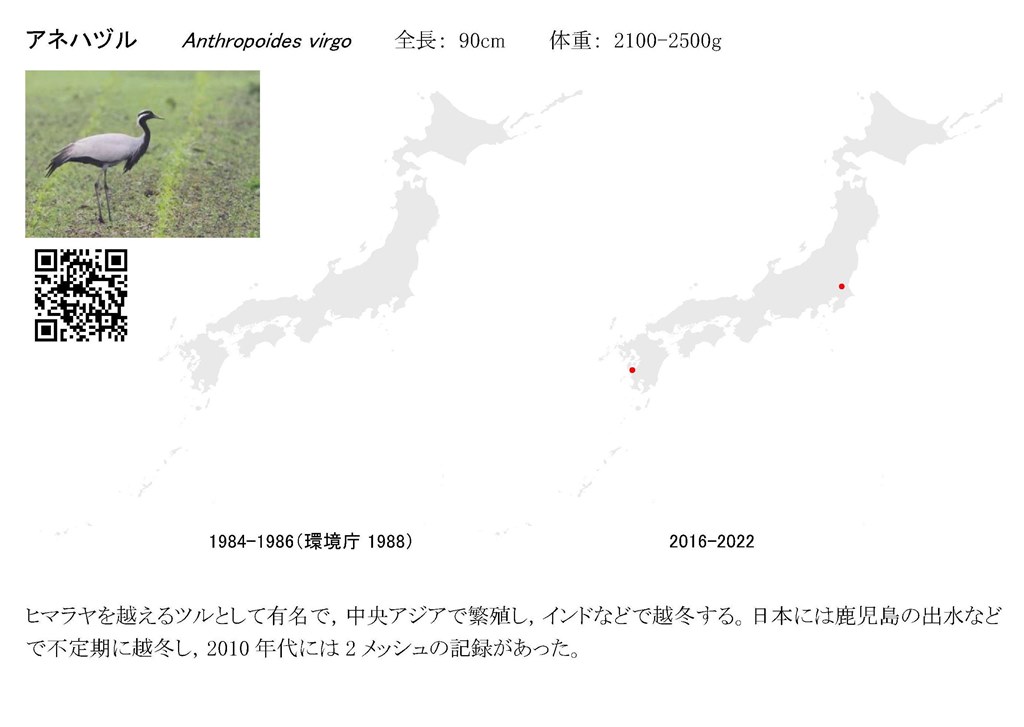 アネハヅル Anthropoides virgo 全長： 90cm 体重： 2100-2500g
1984-1986（環境庁 1988）
2016-2022
ヒマラヤを越えるツルとして有名で，中央アジアで繁殖し，インドなどで越冬する。日本には鹿児島の出水など
で不定期に越冬し，2010 年代には 2 メッシュの記録があった。